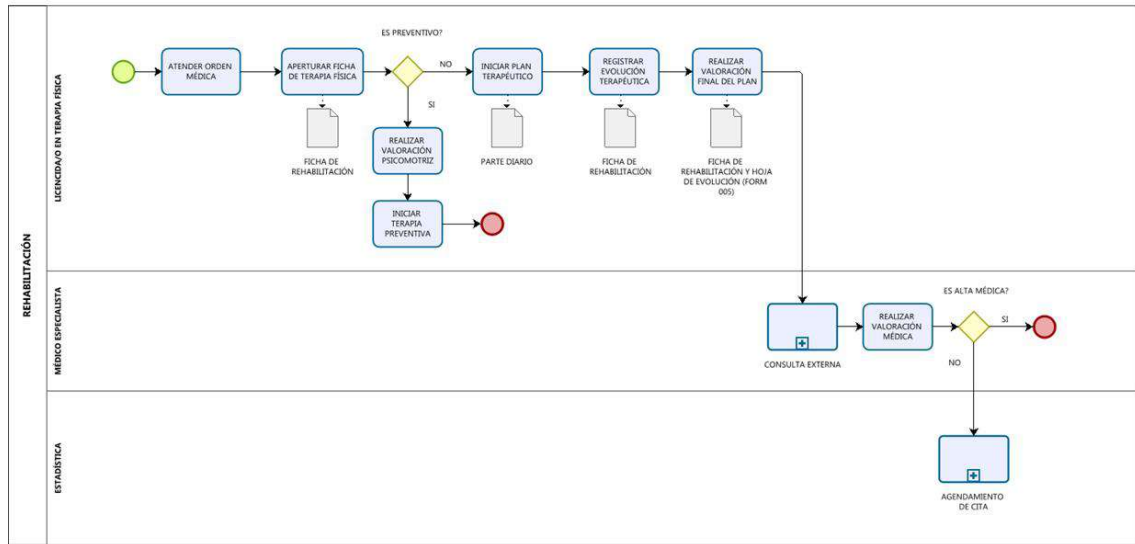 REHABILITACIÓN
LICENCIDA/O EN TERAPIA FÍSICA
ES PREVENTIVO?
ATENDER ORDEN
MÉDICA
APERTURAR FICHA
DE TERAPIA FÍSICA
NO
INICIAR PLAN
TERAPÉUTICO
REGISTRAR
EVOLUCIÓN
TERAPÉUTICA
REALIZAR
VALORACIÓN
FINAL DEL PLAN
SI
FICHA DE
REHABILITACIÓN
REALIZAR
VALORACIÓN
PSICOMOTRIZ
PARTE DIARIO
FICHA DE
REHABILITACIÓN
FICHA DE
REHABILITACIÓN Y HOJA
DE EVOLUCIÓN (FORM
005)
INICIAR
TERAPIA
PREVENTIVA
MÉDICO ESPECIALISTA
ES ALTA MÉDICA?
CONSULTA EXTERNA
REALIZAR
VALORACIÓN
MÉDICA
SI
NO
ESTADÍSTICA
AGENDAMIENTO
DE CITA